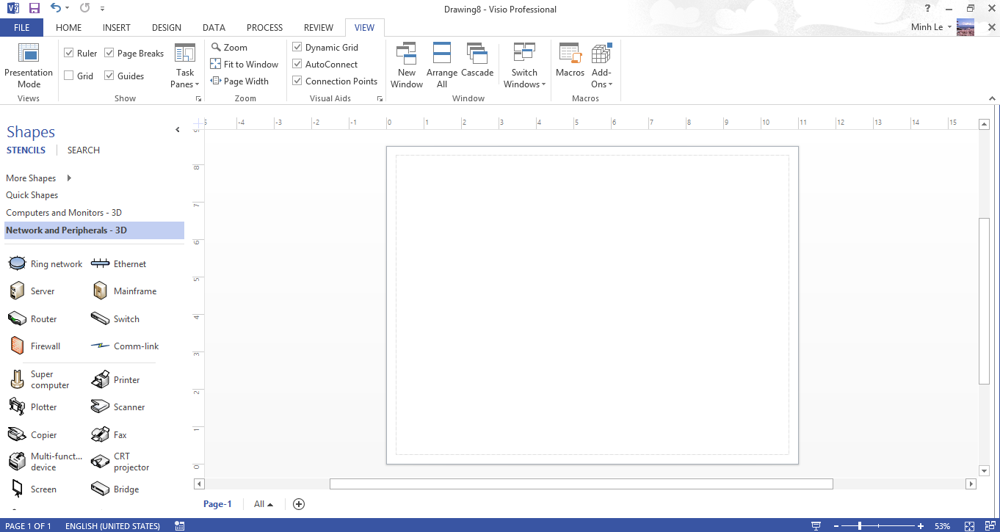 Drawing8 - Visio Professional
FILE HOME INSERT DESIGN DATA PROCESS REVIEW VIEW Minh Le
Presentation Mode
Views
Ruler Page Breaks
Grid Guides
Task Panes
Show
Zoom
Fit to Window
Page Width
Zoom
Dynamic Grid
AutoConnect
Connection Points
Visual Aids
New Window
Arrange All
Cascade
Switch Windows
Window
Macros
Add-Ons
Macros
Shapes
STENCILS SEARCH
More Shapes
Quick Shapes
Computers and Monitors - 3D
Network and Peripherals - 3D
Ring network Ethernet
Server Mainframe
Router Switch
Firewall Comm-link
Super computer Printer
Plotter Scanner
Copier Fax
Multi-funct... device CRT projector
Screen Bridge
-5 -4 -3 -2 -1 0 1 2 3 4 5 6 7 8 9 10 11 12 13 14 15
9
8
7
6
5
4
3
2
1
0
Page-1 All
PAGE 1 OF 1 ENGLISH (UNITED STATES) 53%